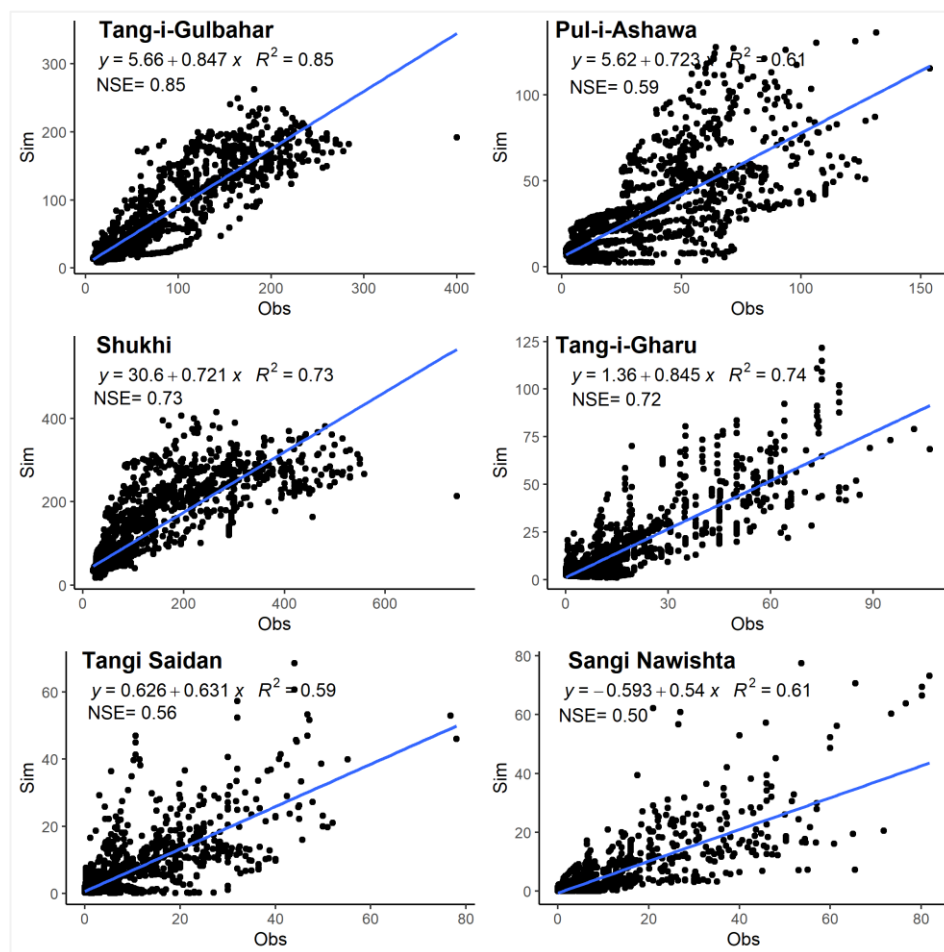 Tang-i-Gulbahar
y = 5.66 + 0.847 x R² = 0.85
NSE= 0.85
300
200
100
0
Sim
0 100 200 300 400
Obs
Pul-i-Ashawa
y = 5.62 + 0.723 x R² = 0.61
NSE= 0.59
100
50
0
Sim
0 50 100 150
Obs
Shukhi
y = 30.6 + 0.721 x R² = 0.73
NSE= 0.73
400
200
0
Sim
0 200 400 600
Obs
Tang-i-Gharu
y = 1.36 + 0.845 x R² = 0.74
NSE= 0.72
125
100
75
50
25
0
Sim
0 30 60 90
Obs
Tangi Saidan
y = 0.626 + 0.631 x R² = 0.59
NSE= 0.56
60
40
20
0
Sim
0 20 40 60 80
Obs
Sangi Nawishta
y = −0.593 + 0.54 x R² = 0.61
NSE= 0.50
80
60
40
20
0
Sim
0 20 40 60 80
Obs